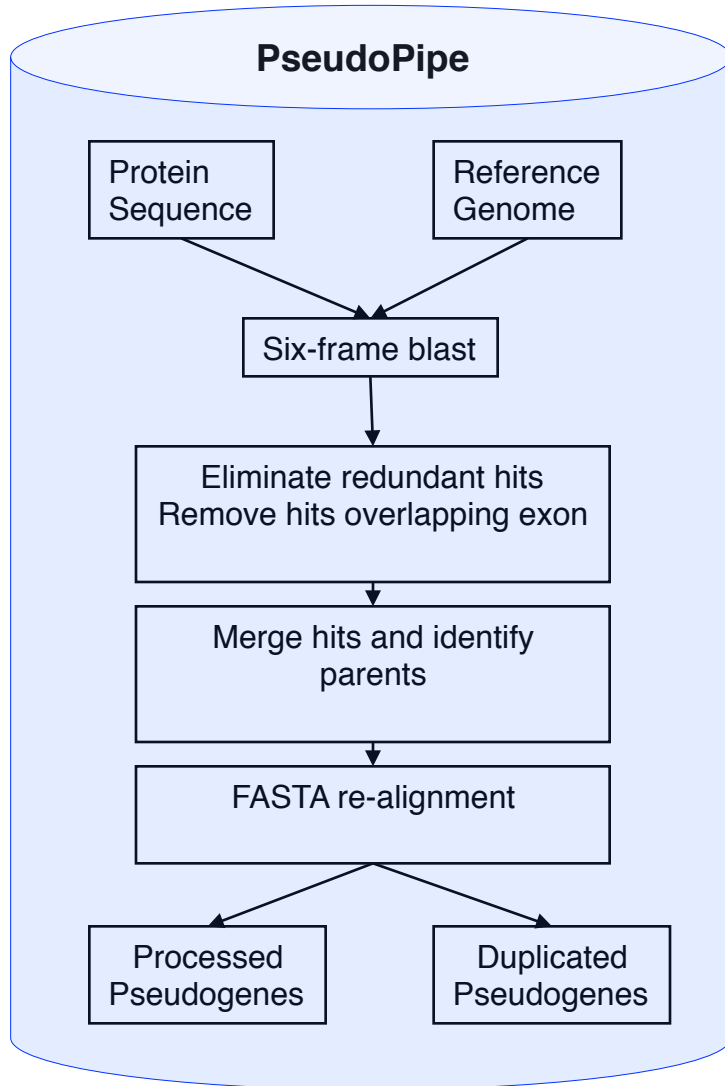 PseudoPipe
Protein
Sequence
Reference
Genome
Six-frame blast
Eliminate redundant hits
Remove hits overlapping exon
Merge hits and identify
parents
FASTA re-alignment
Processed
Pseudogenes
Duplicated
Pseudogenes